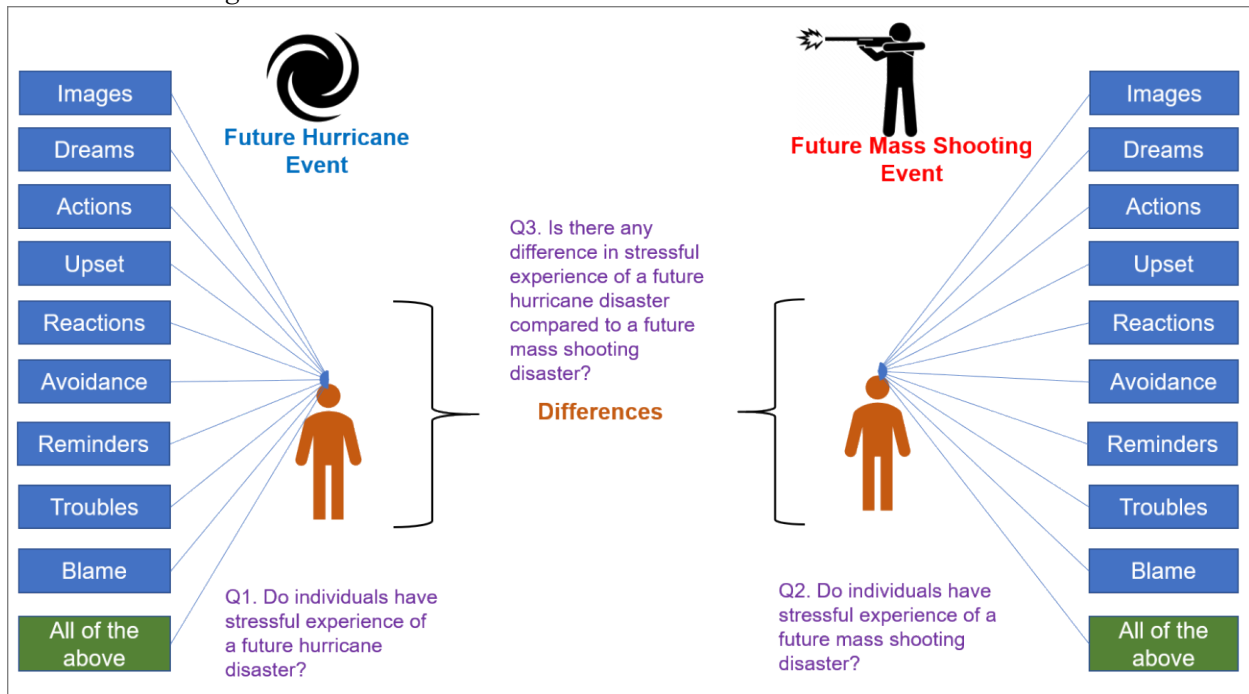 Images
Dreams
Actions
Upset
Reactions
Avoidance
Reminders
Troubles
Blame
All of the
above
Future Hurricane
Event
Q1. Do individuals have
stressful experience of
a future hurricane
disaster?
Q3. Is there any
difference in stressful
experience of a future
hurricane disaster
compared to a future
mass shooting
disaster?
Differences
Future Mass Shooting
Event
Q2. Do individuals have
stressful experience of a
future mass shooting
disaster?
Images
Dreams
Actions
Upset
Reactions
Avoidance
Reminders
Troubles
Blame
All of the
above